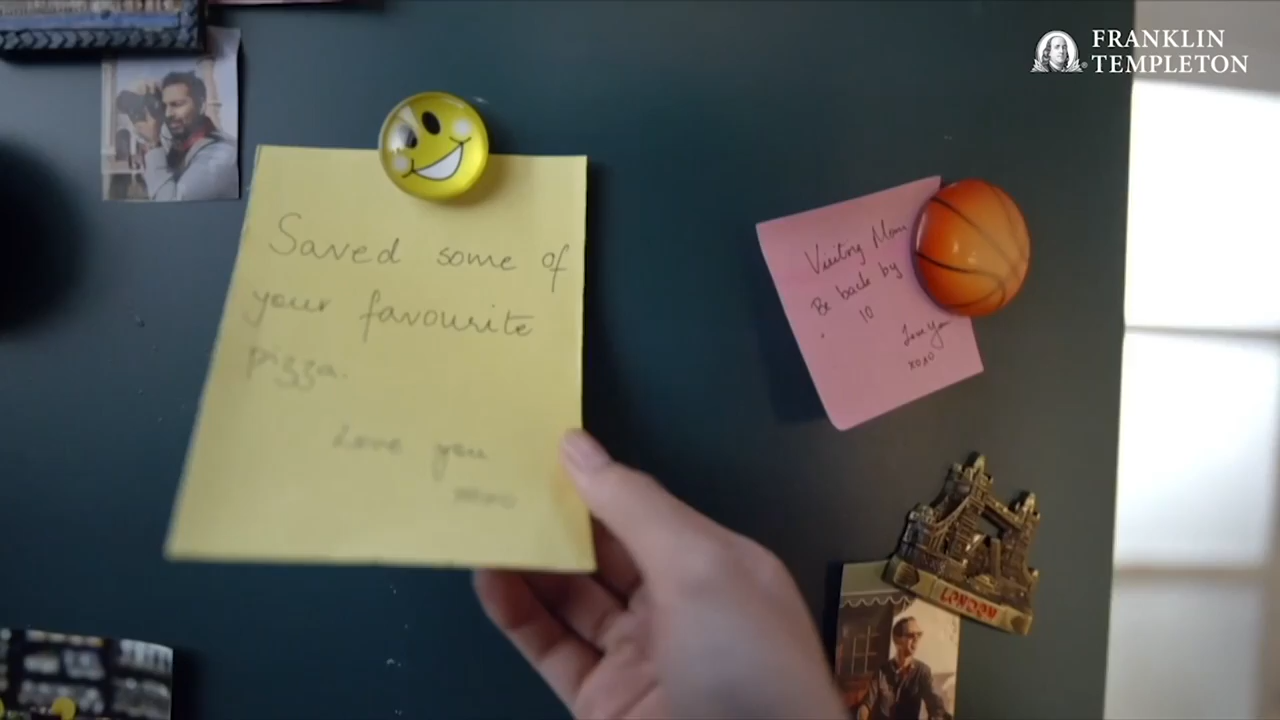 FRANKLIN
TEMPLETON
Saved some of
your favourite
pizza.
Love you
xoxo
Visiting Mom
Be back by
10
Love you
xoxo
LONDON